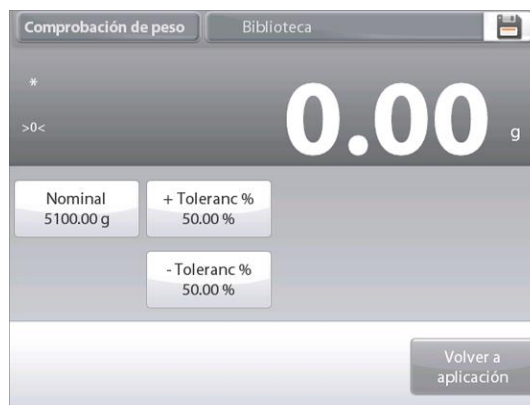 Comprobación de peso
Biblioteca
*
>0<
0.00 g
Nominal
5100.00 g
+ Toleranc %
50.00 %
- Toleranc %
50.00 %
Volver a
aplicación